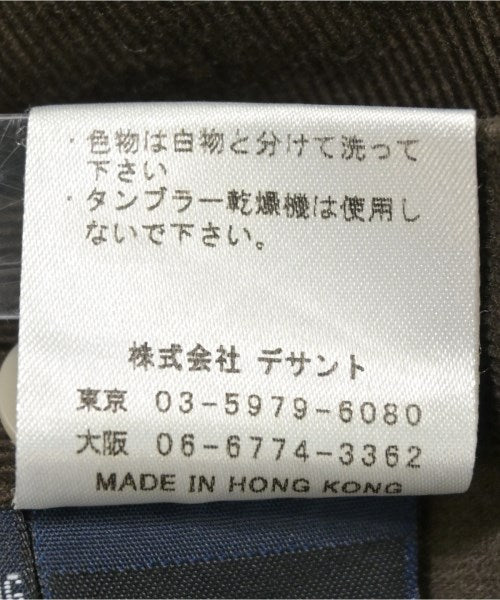 ・色物は白物と分けて洗って
下さい
・タンブラー乾燥機は使用し
ないで下さい。
株式会社 デサント
東京 03-5979-6080
大阪 06-6774-3362
MADE IN HONG KONG